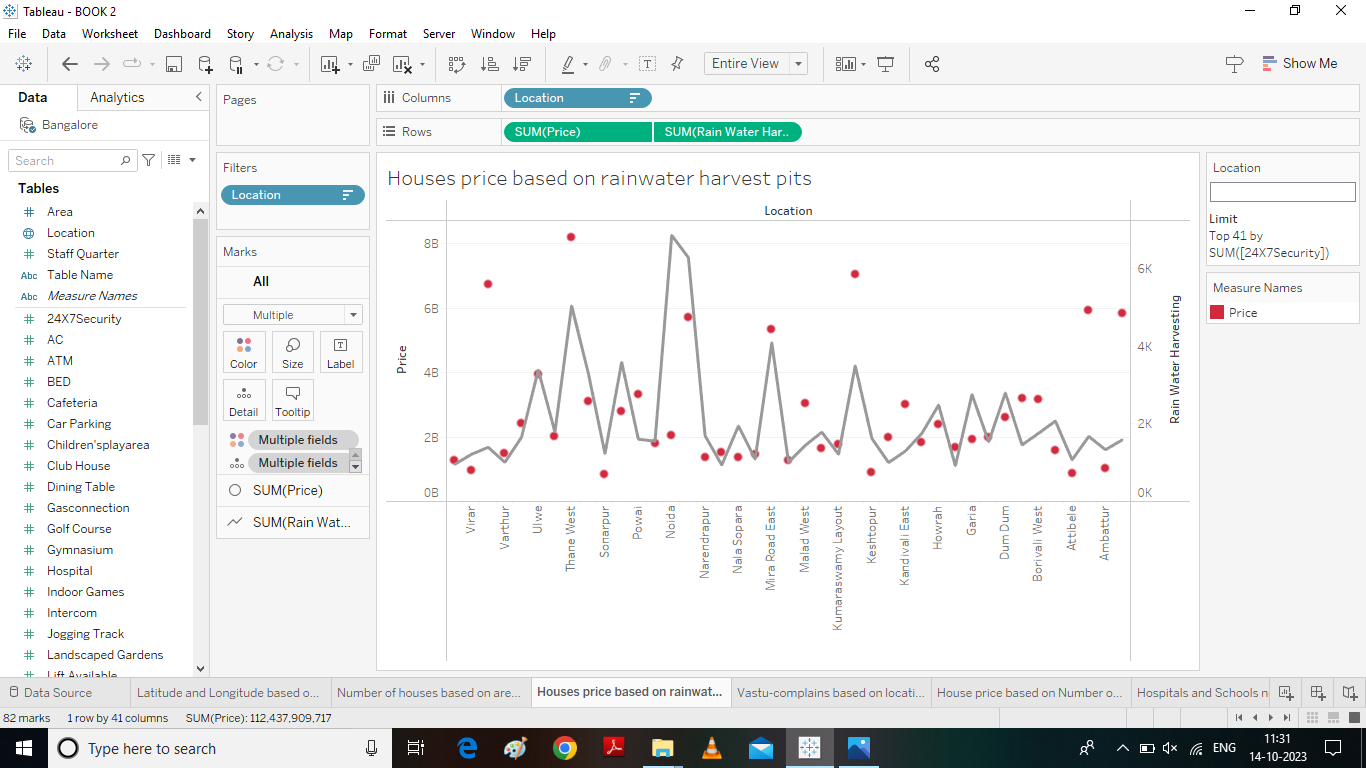 Tableau - BOOK 2
File Data Worksheet Dashboard Story Analysis Map Format Server Window Help
Entire View
Show Me
Data Analytics
Bangalore
Search
Tables
Area
Location
Staff Quarter
Abc Table Name
Abc Measure Names
24X7Security
AC
ATM
BED
Cafeteria
Car Parking
Children'splayarea
Club House
Dining Table
Gasconnection
Golf Course
Gymnasium
Hospital
Indoor Games
Intercom
Jogging Track
Landscaped Gardens
Lift Available
Pages
Filters
Location
Marks
All
Multiple
Color Size Label
Detail Tooltip
Multiple fields
Multiple fields
SUM(Price)
SUM(Rain Wat...
Columns Location
Rows SUM(Price) SUM(Rain Water Har..
Houses price based on rainwater harvest pits
Location
8B
6B
4B
2B
0B
Price
6K
4K
2K
0K
Rain Water Harvesting
Virar
Varthur
Ulwe
Thane West
Sonarpur
Powai
Noida
Narendrapur
Nala Sopara
Mira Road East
Malad West
Kumaraswamy Layout
Keshtopur
Kandivali East
Howrah
Garia
Dum Dum
Borivali West
Attibele
Ambattur
Location
Limit
Top 41 by
SUM([24X7Security])
Measure Names
Price
Data Source Latitude and Longitude based o... Number of houses based on are... Houses price based on rainwat... Vastu-complains based on locati... House price based on Number o... Hospitals and Schools n
82 marks 1 row by 41 columns SUM(Price): 112,437,909,717
Type here to search
ENG
11:31
14-10-2023